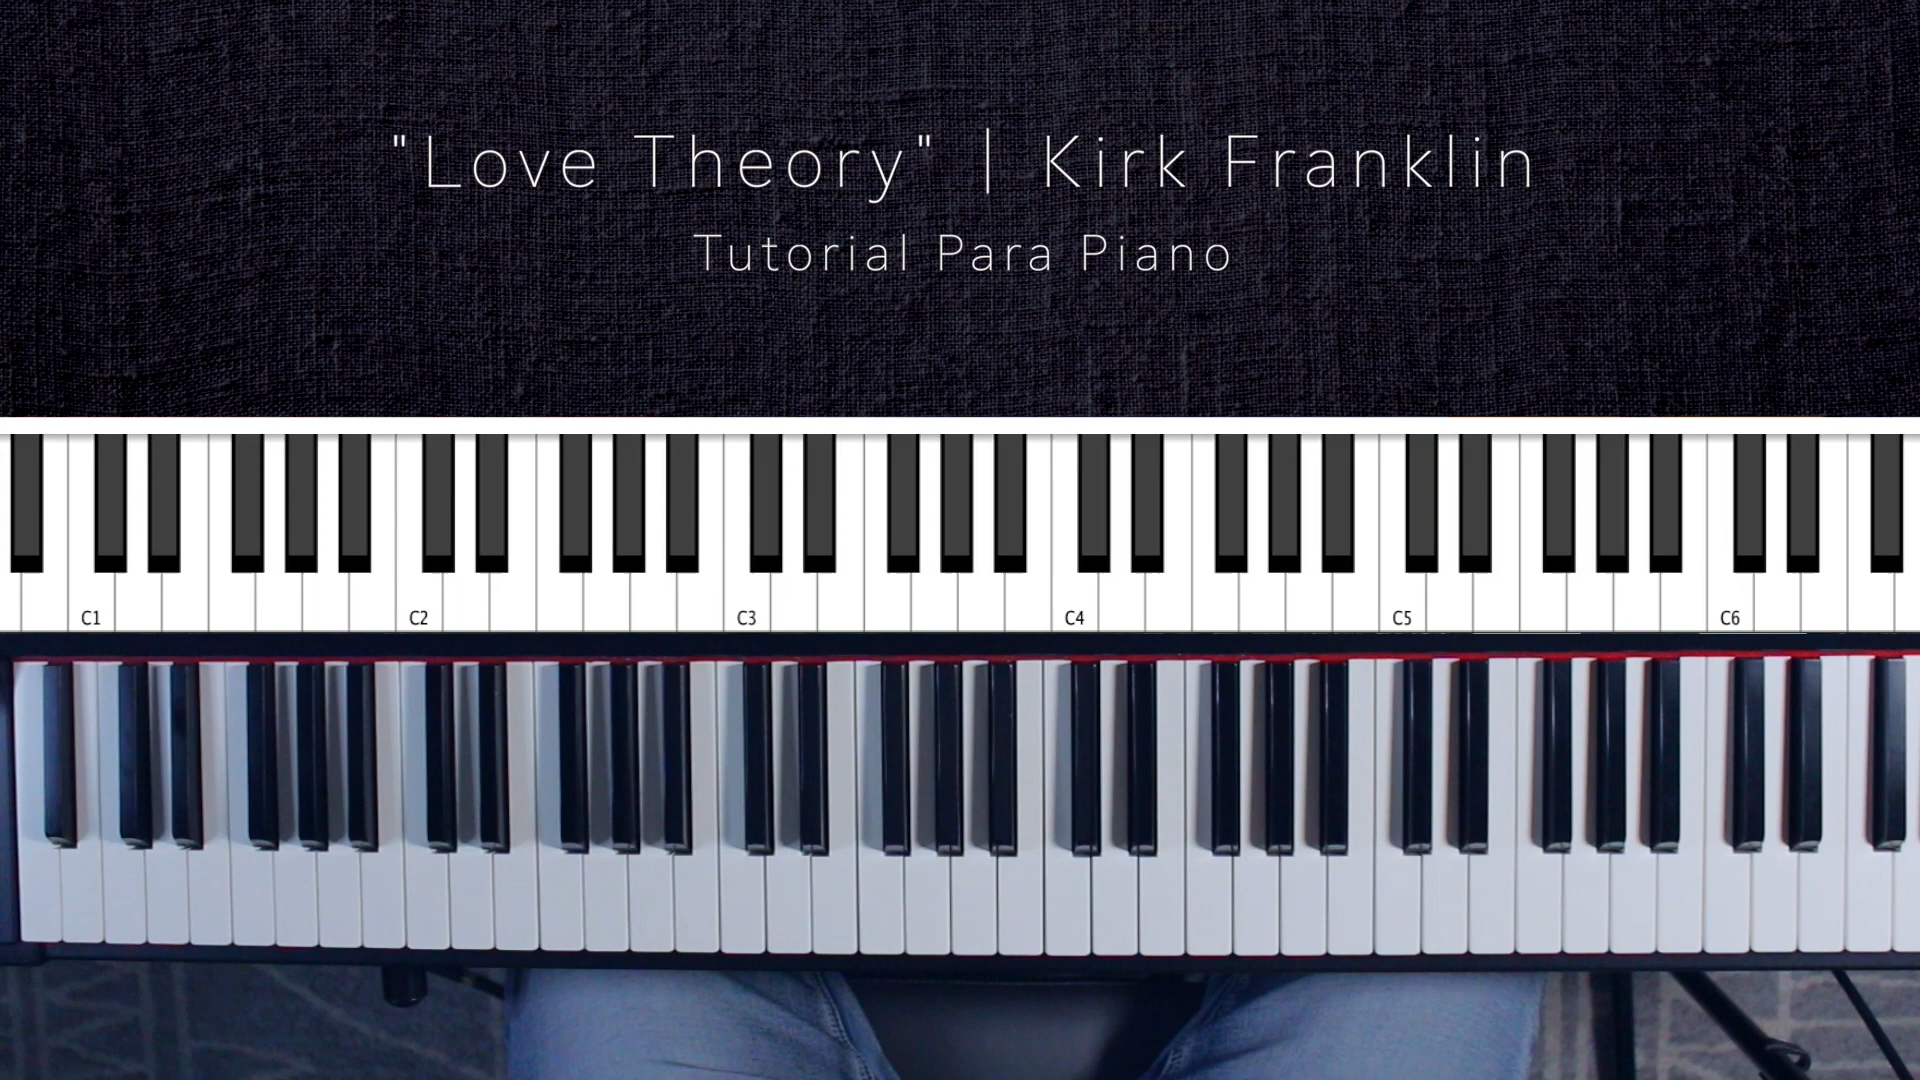 "Love Theory" | Kirk Franklin
Tutorial Para Piano
C1 C2 C3 C4 C5 C6